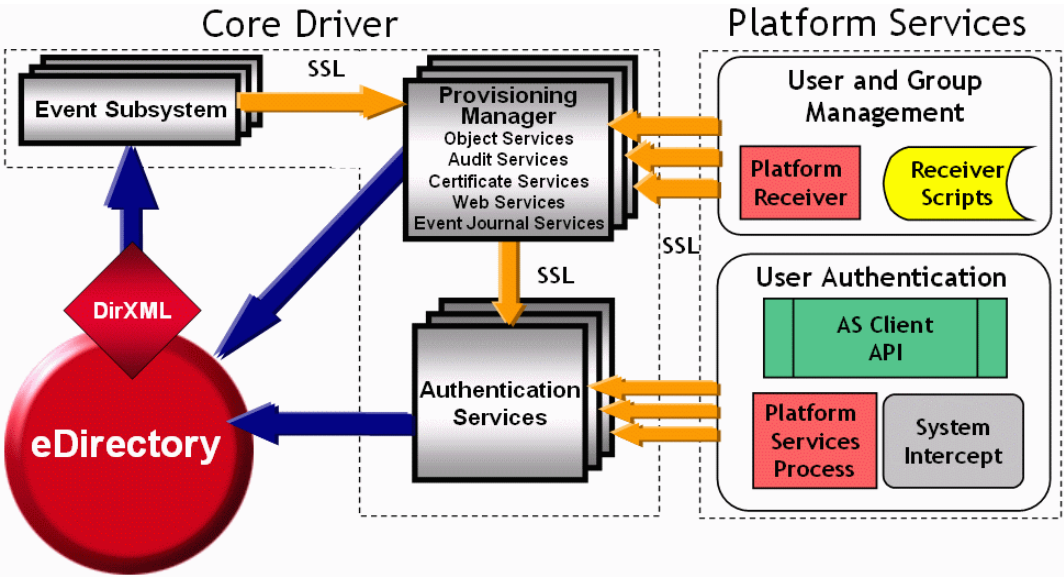 Core Driver
Platform Services
SSL
Event Subsystem
Provisioning
Manager
Object Services
Audit Services
Certificate Services
Web Services
Event Journal Services
User and Group
Management
Platform
Receiver
Receiver
Scripts
SSL
SSL
DirXML
eDirectory
Authentication
Services
User Authentication
AS Client
API
Platform
Services
Process
System
Intercept